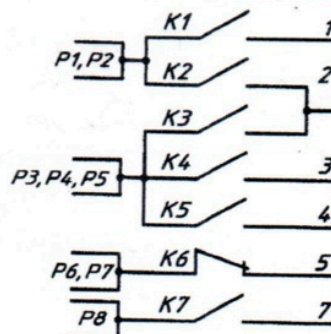 K1 1
P1, P2
K2 2
K3
P3, P4, P5 K4 3
K5 4
P6, P7 K6 5
P8 K7 7